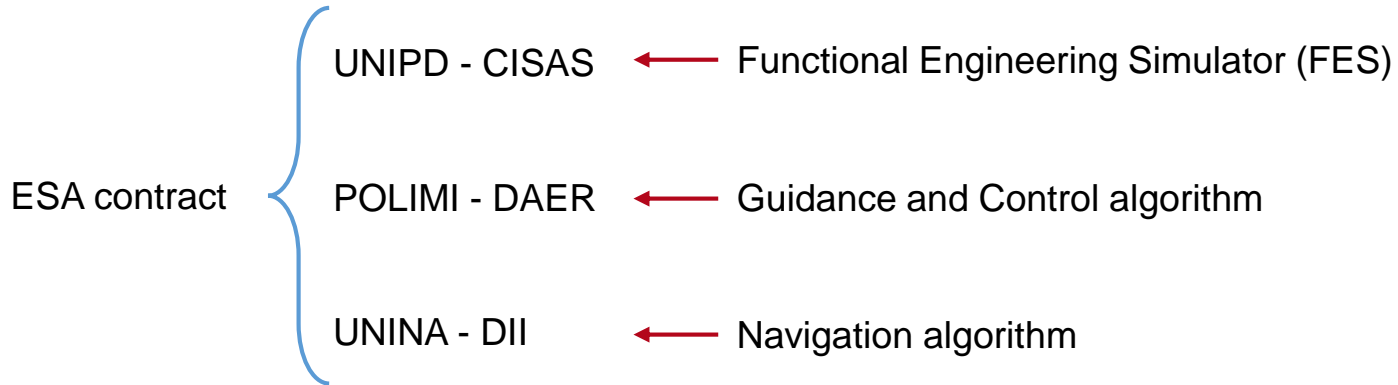 UNIPD - CISAS
Functional Engineering Simulator (FES)
ESA contract
POLIMI - DAER
Guidance and Control algorithm
UNINA - DII
Navigation algorithm